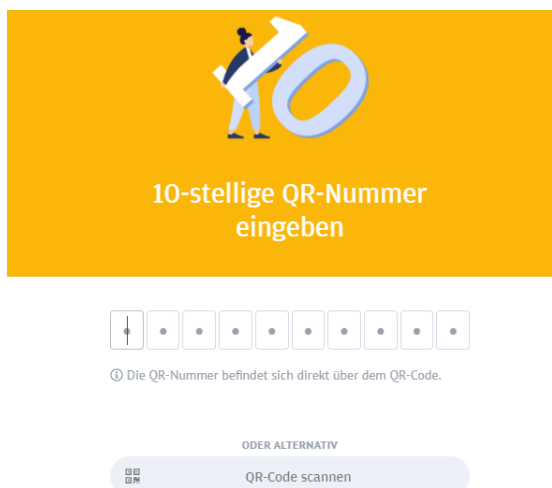 10
10-stellige QR-Nummer
eingeben
Die QR-Nummer befindet sich direkt über dem QR-Code.
ODER ALTERNATIV
QR-Code scannen